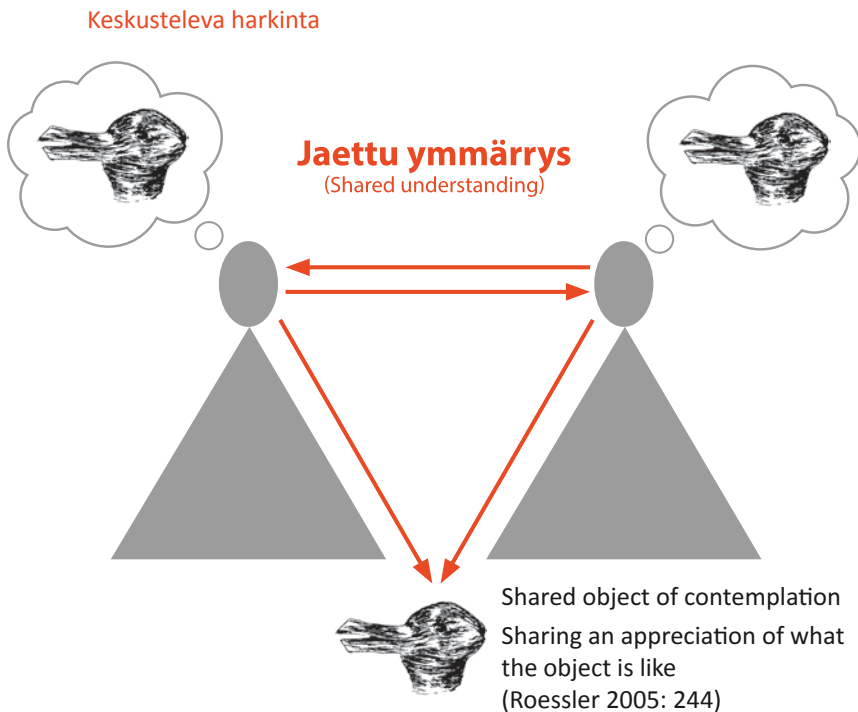 Keskusteleva harkinta
Jaettu ymmärrys
(Shared understanding)
Shared object of contemplation
Sharing an appreciation of what
the object is like
(Roessler 2005: 244)